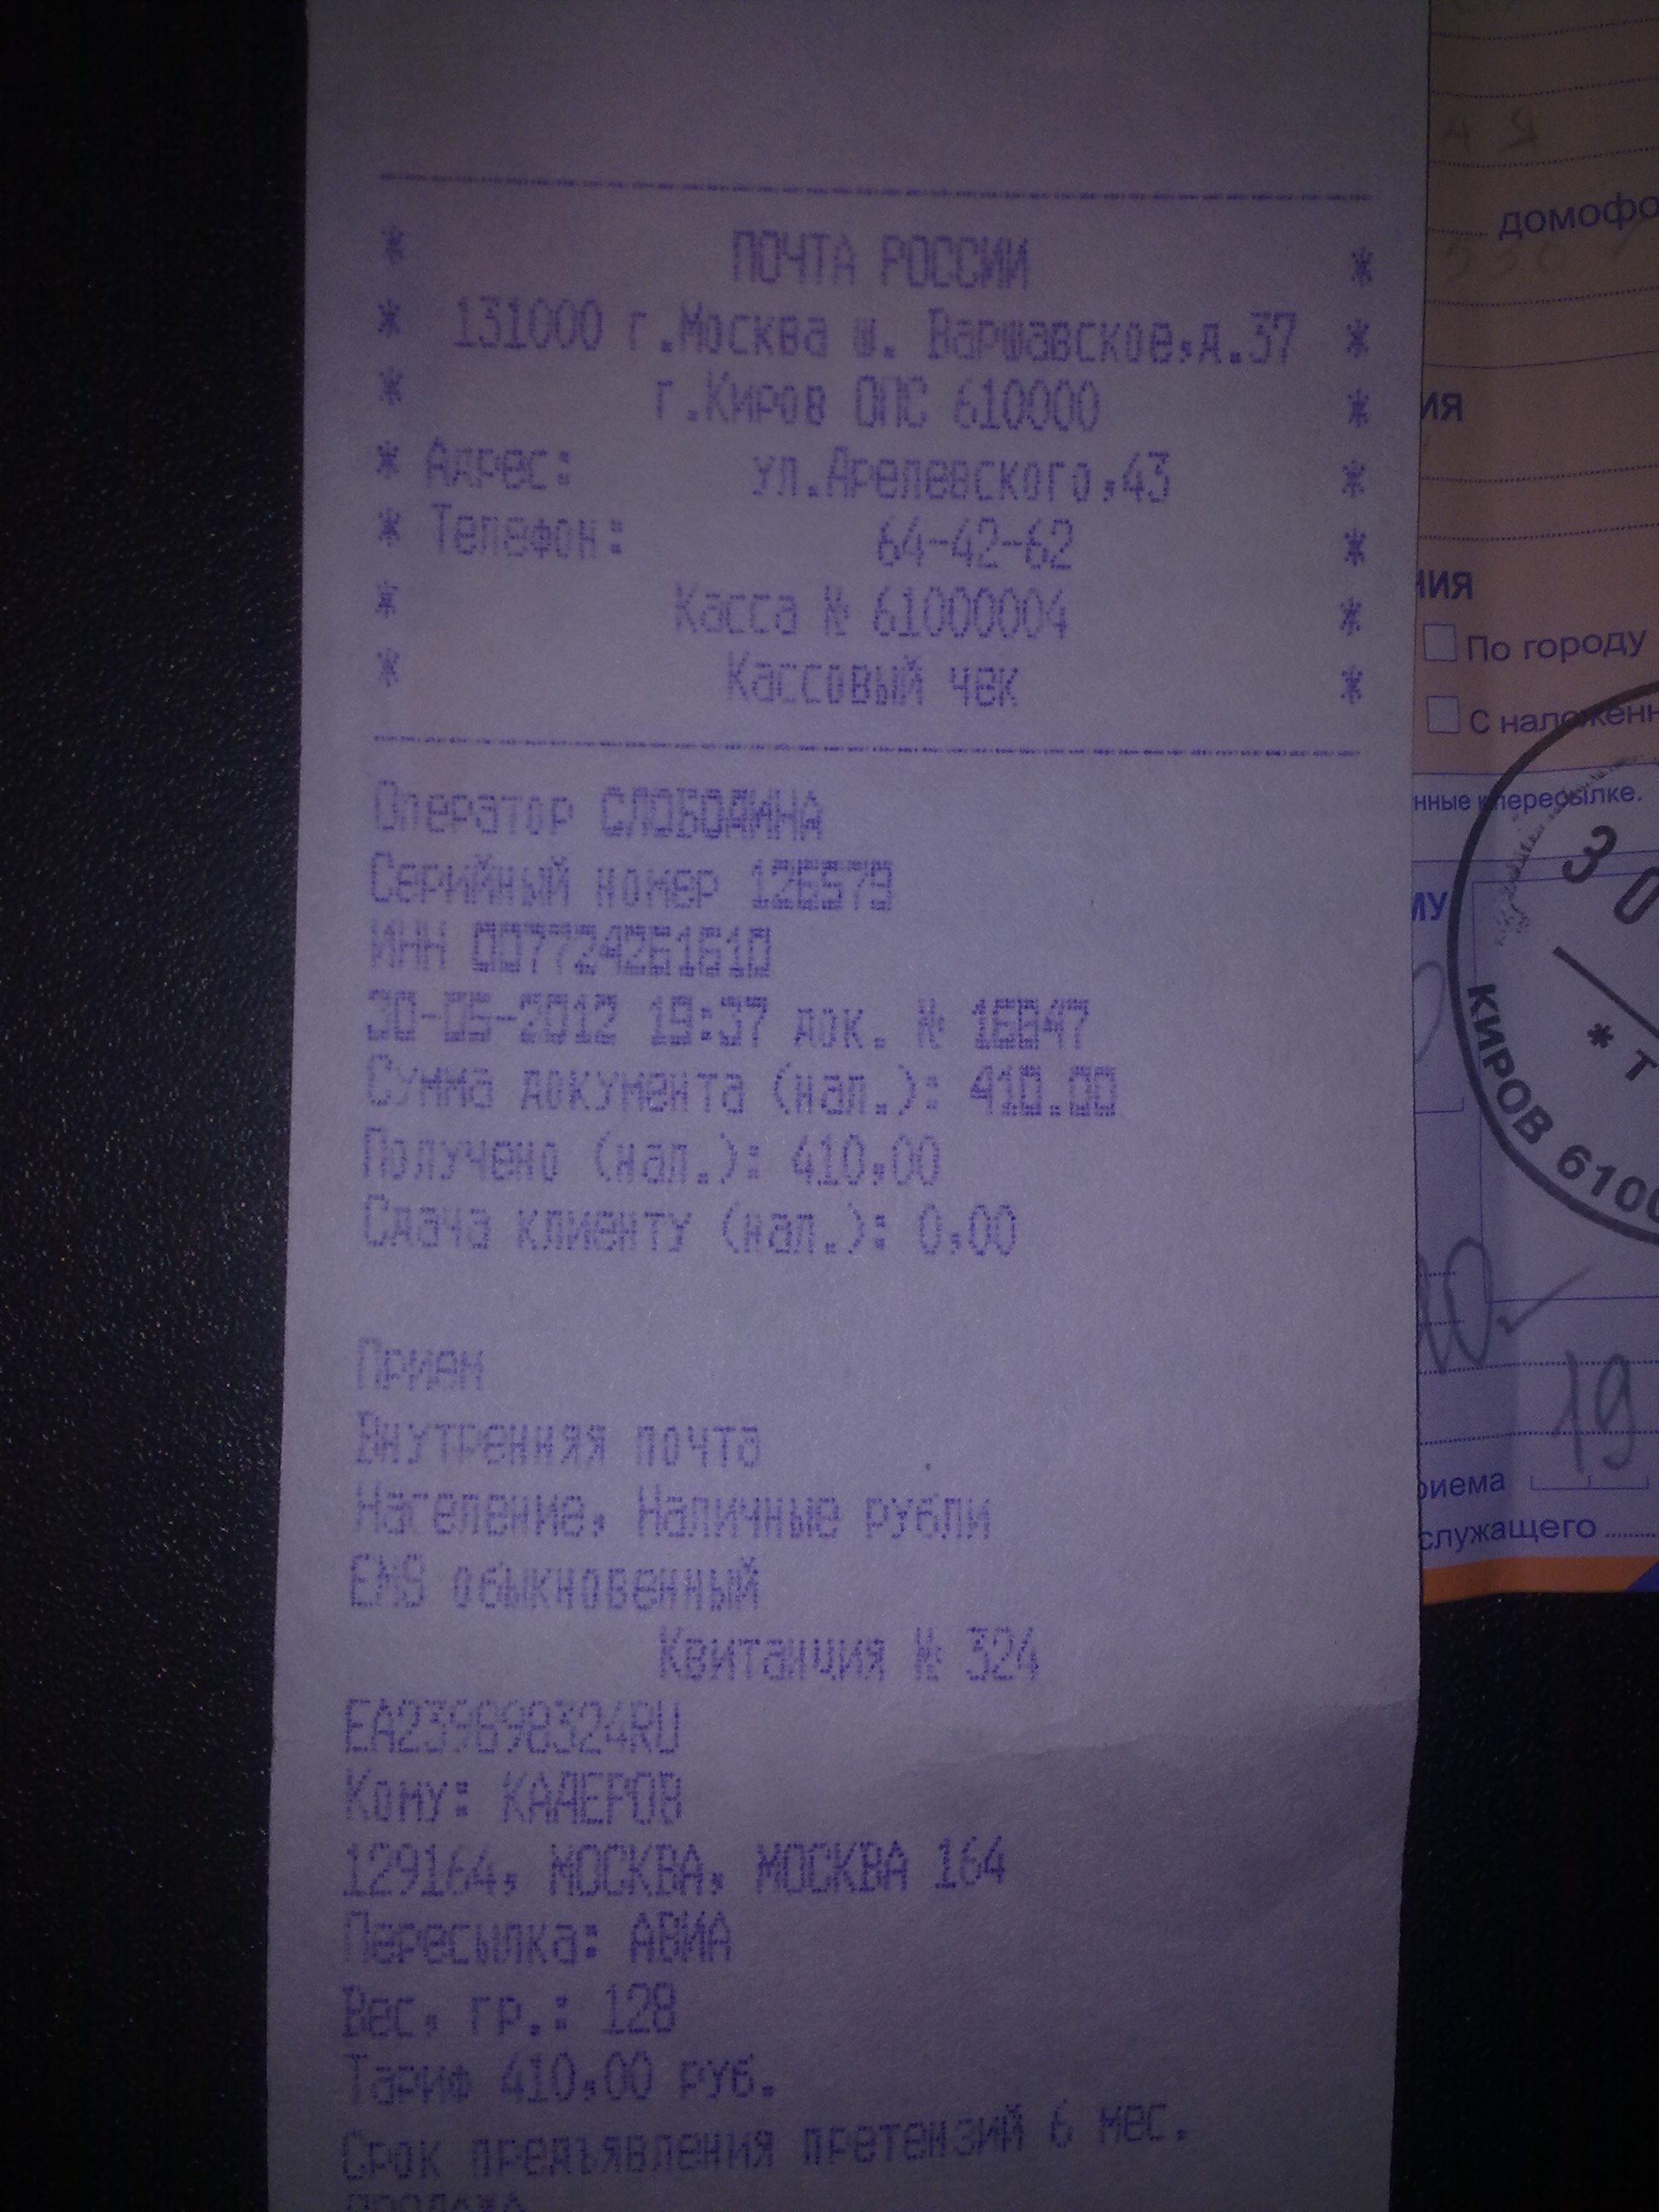 * ПОЧТА РОССИИ *
* 131000 г.Москва ш. Варшавское,д.37 *
* г.Киров ОПС 610000 *
* Адрес: ул.Дрелевского,43 *
* Телефон: 64-42-62 *
* Касса № 61000004 *
* Кассовый чек *
Оператор СЛОБОДИНА
Серийный номер 126579
ИНН 007724261610
30-05-2012 19:37 док. №
Сумма документа (нал.): 410.00
Получено (нал.): 410,00
Сдача клиенту (нал.): 0,00
Прием
Внутренняя почта
Население, Наличные рубли
EMS обыкновенный
Квитанция № 324
EA239698324RU
Кому: КАДЕРОВ
129164, МОСКВА, МОСКВА 164
Пересылка: АВИА
Вес, гр.: 128
Тариф 410,00 руб.
Срок предъявления претензий 6 мес.
домофо
ИЯ
ИЯ
По городу
С наложенн
нные к пересылке.
МУ
30
* Т
КИРОВ 6100
19
риема
служащего